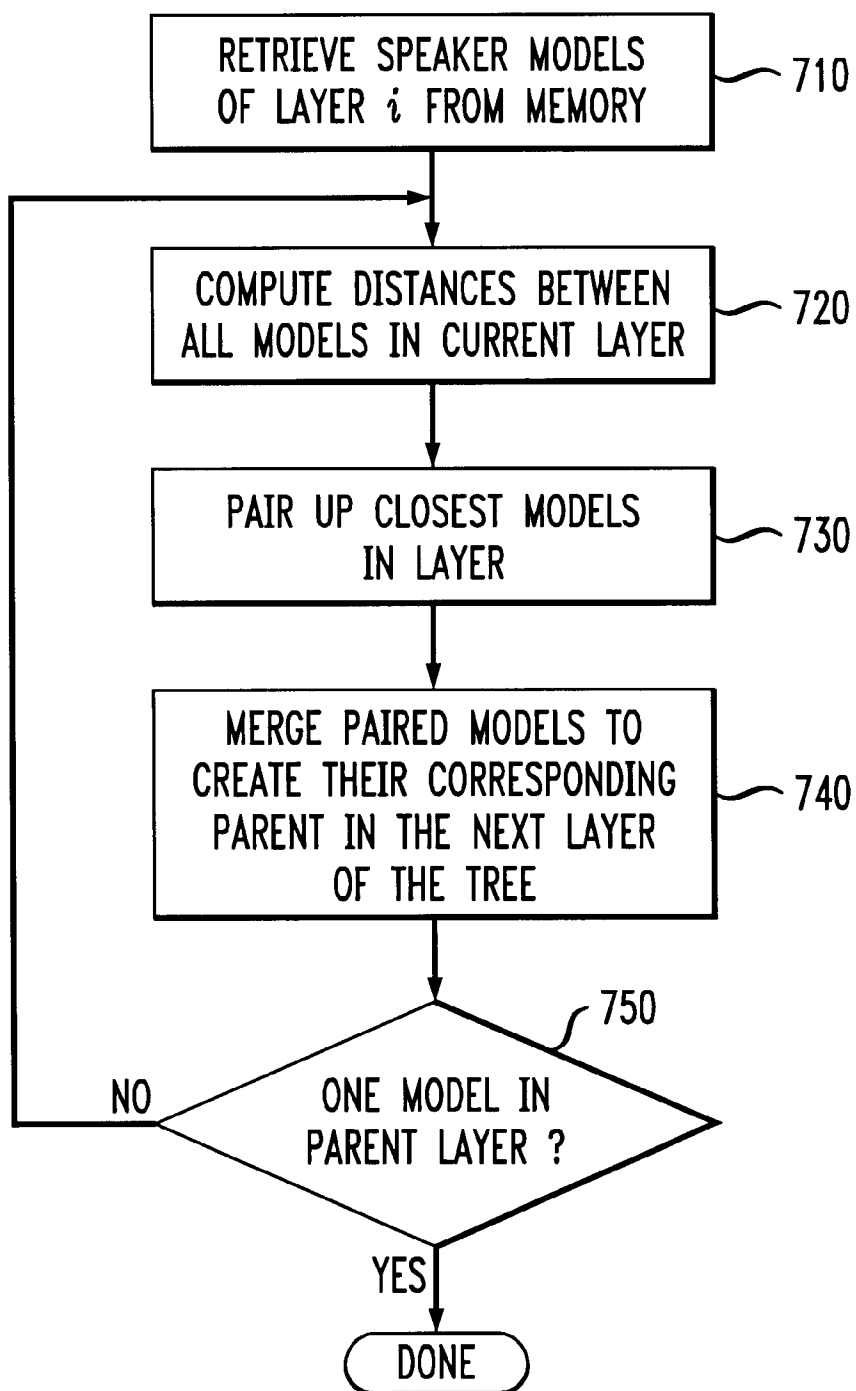 RETRIEVE SPEAKER MODELS
OF LAYER i FROM MEMORY
710
COMPUTE DISTANCES BETWEEN
ALL MODELS IN CURRENT LAYER
720
PAIR UP CLOSEST MODELS
IN LAYER
730
MERGE PAIRED MODELS TO
CREATE THEIR CORRESPONDING
PARENT IN THE NEXT LAYER
OF THE TREE
740
750
ONE MODEL IN
PARENT LAYER ?
NO
YES
DONE